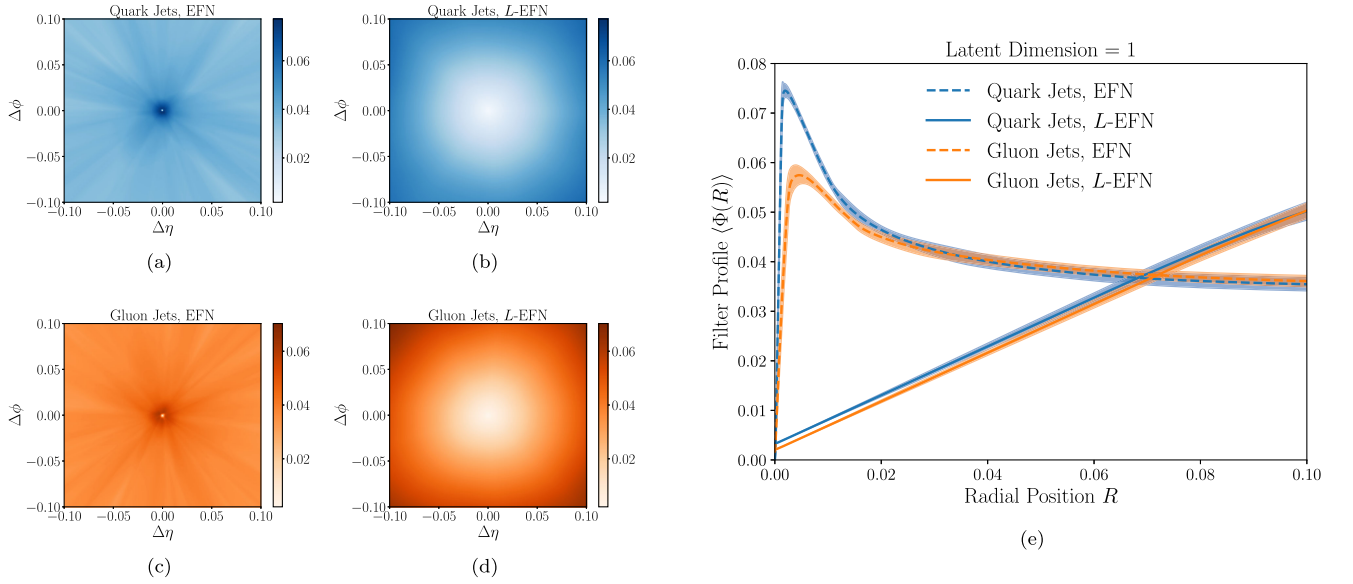 Quark Jets, EFN
0.10
0.05
0.00
−0.05
−0.10
Δϕ
−0.10 −0.05 0.00 0.05 0.10
Δη
0.06
0.04
0.02
(a)
Quark Jets, L-EFN
0.10
0.05
0.00
−0.05
−0.10
Δϕ
−0.10 −0.05 0.00 0.05 0.10
Δη
0.06
0.04
0.02
(b)
Gluon Jets, EFN
0.10
0.05
0.00
−0.05
−0.10
Δϕ
−0.10 −0.05 0.00 0.05 0.10
Δη
0.06
0.04
0.02
(c)
Gluon Jets, L-EFN
0.10
0.05
0.00
−0.05
−0.10
Δϕ
−0.10 −0.05 0.00 0.05 0.10
Δη
0.06
0.04
0.02
(d)
Latent Dimension = 1
0.08
0.07
0.06
0.05
0.04
0.03
0.02
0.01
0.00
Filter Profile ⟨Φ(R)⟩
Quark Jets, EFN
Quark Jets, L-EFN
Gluon Jets, EFN
Gluon Jets, L-EFN
0.00 0.02 0.04 0.06 0.08 0.10
Radial Position R
(e)